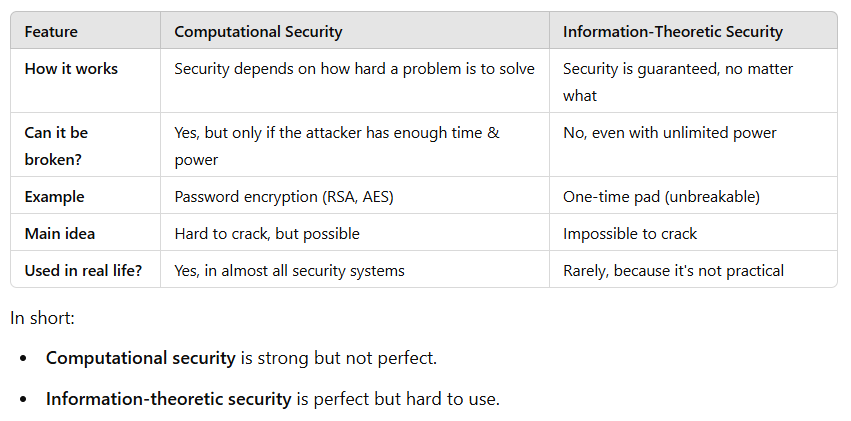 Feature Computational Security Information-Theoretic Security
How it works Security depends on how hard a problem is to solve Security is guaranteed, no matter
what
Can it be Yes, but only if the attacker has enough time & No, even with unlimited power
broken? power
Example Password encryption (RSA, AES) One-time pad (unbreakable)
Main idea Hard to crack, but possible Impossible to crack
Used in real life? Yes, in almost all security systems Rarely, because it's not practical
In short:
• Computational security is strong but not perfect.
• Information-theoretic security is perfect but hard to use.